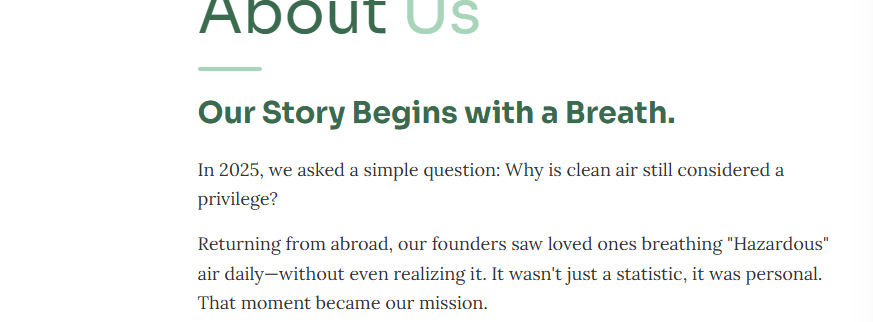 About Us
Our Story Begins with a Breath.
In 2025, we asked a simple question: Why is clean air still considered a
privilege?
Returning from abroad, our founders saw loved ones breathing "Hazardous"
air daily—without even realizing it. It wasn't just a statistic, it was personal.
That moment became our mission.